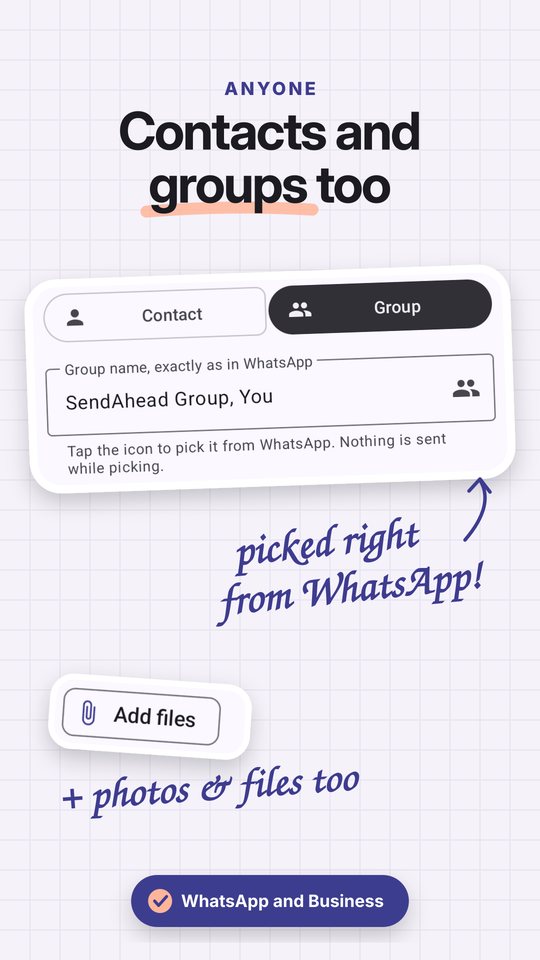 ANYONE
Contacts and
groups too
Contact
Group
Group name, exactly as in WhatsApp
SendAhead Group, You
Tap the icon to pick it from WhatsApp. Nothing is sent
while picking.
picked right
from WhatsApp!
Add files
+ photos & files too
WhatsApp and Business